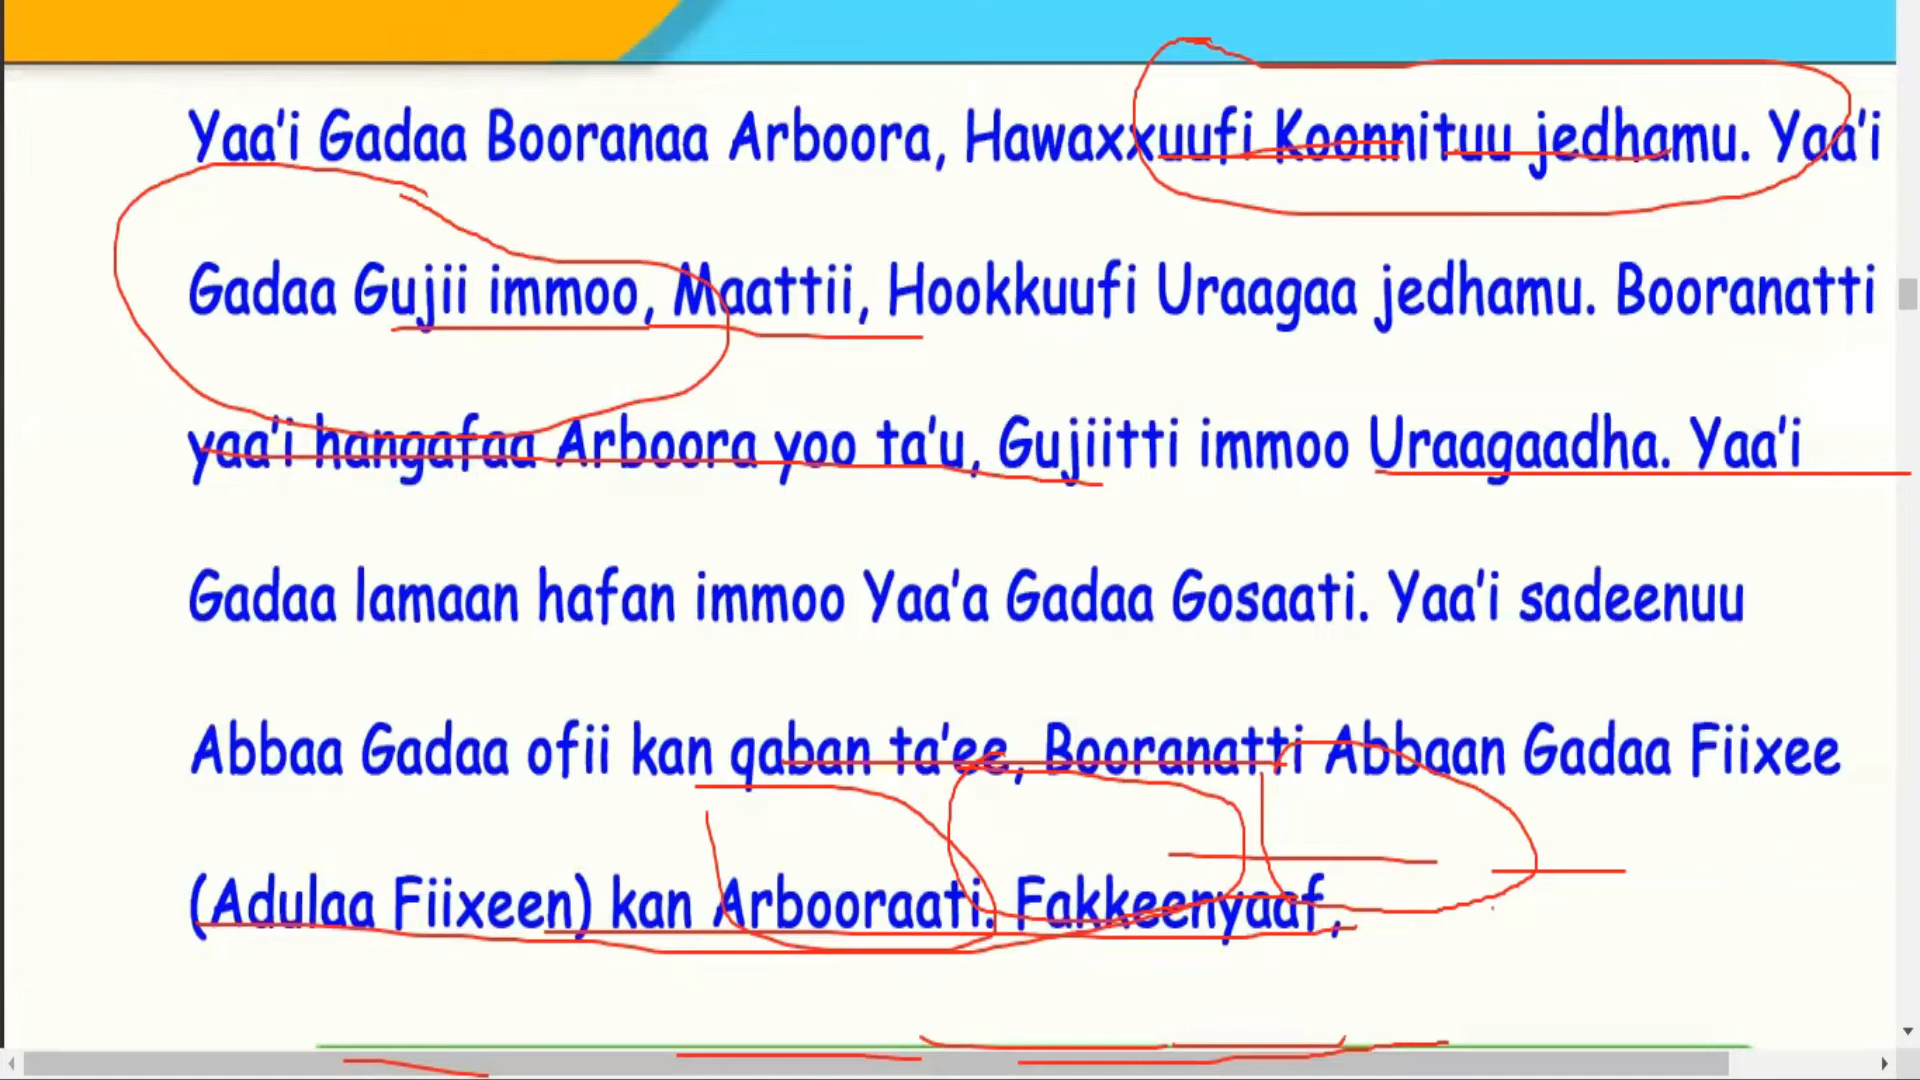 Yaa'i Gadaa Booranaa Arboora, Hawaxxuufi Koonnituu jedhamu. Yaa'i
Gadaa Gujii immoo, Maattii, Hookkuufi Uraagaa jedhamu. Booranatti
yaa'i hangafaa Arboora yoo ta'u, Gujiitti immoo Uraagaadha. Yaa'i
Gadaa lamaan hafan immoo Yaa'a Gadaa Gosaati. Yaa'i sadeenuu
Abbaa Gadaa ofii kan qaban ta'ee, Booranatti Abbaan Gadaa Fiixee
(Adulaa Fiixeen) kan Arbooraati. Fakkeenyaaf,